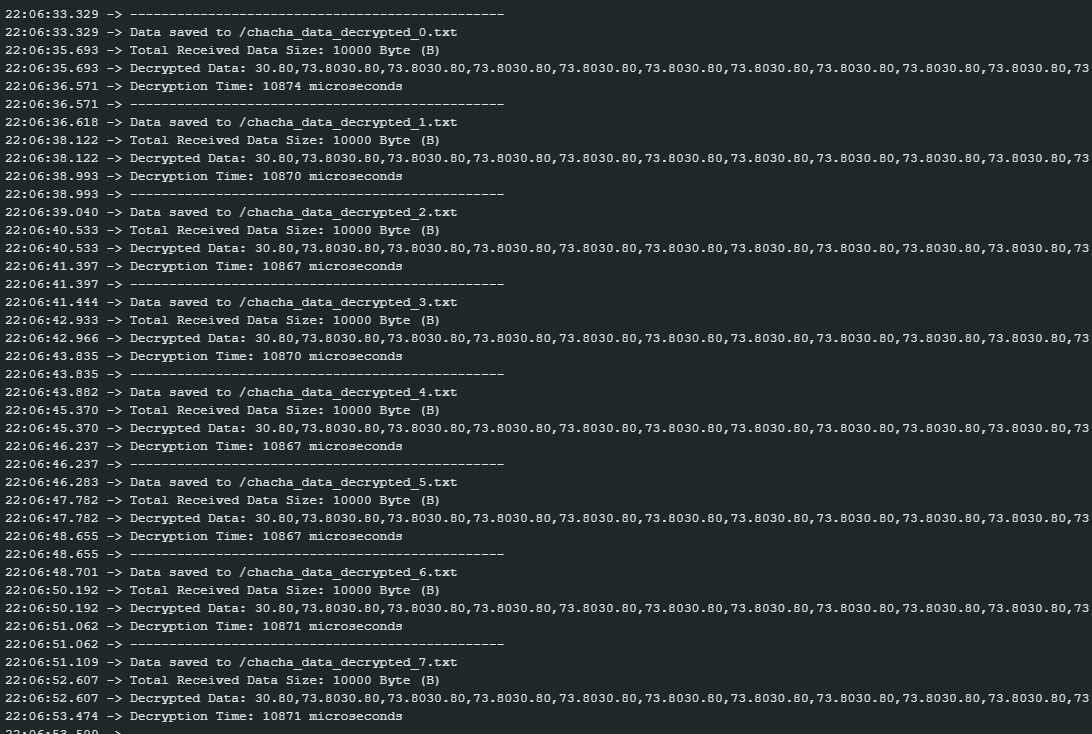 22:06:33.329 -> ------------------------------------------------
22:06:33.329 -> Data saved to /chacha_data_decrypted_0.txt
22:06:35.693 -> Total Received Data Size: 10000 Byte (B)
22:06:35.693 -> Decrypted Data: 30.80,73.8030.80,73.8030.80,73.8030.80,73.8030.80,73.8030.80,73.8030.80,73.8030.80,73.8030.80,73.8030.80,73
22:06:36.571 -> Decryption Time: 10874 microseconds
22:06:36.571 -> ------------------------------------------------
22:06:36.618 -> Data saved to /chacha_data_decrypted_1.txt
22:06:38.122 -> Total Received Data Size: 10000 Byte (B)
22:06:38.122 -> Decrypted Data: 30.80,73.8030.80,73.8030.80,73.8030.80,73.8030.80,73.8030.80,73.8030.80,73.8030.80,73.8030.80,73.8030.80,73
22:06:38.993 -> Decryption Time: 10870 microseconds
22:06:38.993 -> ------------------------------------------------
22:06:39.040 -> Data saved to /chacha_data_decrypted_2.txt
22:06:40.533 -> Total Received Data Size: 10000 Byte (B)
22:06:40.533 -> Decrypted Data: 30.80,73.8030.80,73.8030.80,73.8030.80,73.8030.80,73.8030.80,73.8030.80,73.8030.80,73.8030.80,73.8030.80,73
22:06:41.397 -> Decryption Time: 10867 microseconds
22:06:41.397 -> ------------------------------------------------
22:06:41.444 -> Data saved to /chacha_data_decrypted_3.txt
22:06:42.933 -> Total Received Data Size: 10000 Byte (B)
22:06:42.966 -> Decrypted Data: 30.80,73.8030.80,73.8030.80,73.8030.80,73.8030.80,73.8030.80,73.8030.80,73.8030.80,73.8030.80,73.8030.80,73
22:06:43.835 -> Decryption Time: 10870 microseconds
22:06:43.835 -> ------------------------------------------------
22:06:43.882 -> Data saved to /chacha_data_decrypted_4.txt
22:06:45.370 -> Total Received Data Size: 10000 Byte (B)
22:06:45.370 -> Decrypted Data: 30.80,73.8030.80,73.8030.80,73.8030.80,73.8030.80,73.8030.80,73.8030.80,73.8030.80,73.8030.80,73.8030.80,73
22:06:46.237 -> Decryption Time: 10867 microseconds
22:06:46.237 -> ------------------------------------------------
22:06:46.283 -> Data saved to /chacha_data_decrypted_5.txt
22:06:47.782 -> Total Received Data Size: 10000 Byte (B)
22:06:47.782 -> Decrypted Data: 30.80,73.8030.80,73.8030.80,73.8030.80,73.8030.80,73.8030.80,73.8030.80,73.8030.80,73.8030.80,73.8030.80,73
22:06:48.655 -> Decryption Time: 10867 microseconds
22:06:48.655 -> ------------------------------------------------
22:06:48.701 -> Data saved to /chacha_data_decrypted_6.txt
22:06:50.192 -> Total Received Data Size: 10000 Byte (B)
22:06:50.192 -> Decrypted Data: 30.80,73.8030.80,73.8030.80,73.8030.80,73.8030.80,73.8030.80,73.8030.80,73.8030.80,73.8030.80,73.8030.80,73
22:06:51.062 -> Decryption Time: 10871 microseconds
22:06:51.062 -> ------------------------------------------------
22:06:51.109 -> Data saved to /chacha_data_decrypted_7.txt
22:06:52.607 -> Total Received Data Size: 10000 Byte (B)
22:06:52.607 -> Decrypted Data: 30.80,73.8030.80,73.8030.80,73.8030.80,73.8030.80,73.8030.80,73.8030.80,73.8030.80,73.8030.80,73.8030.80,73
22:06:53.474 -> Decryption Time: 10871 microseconds